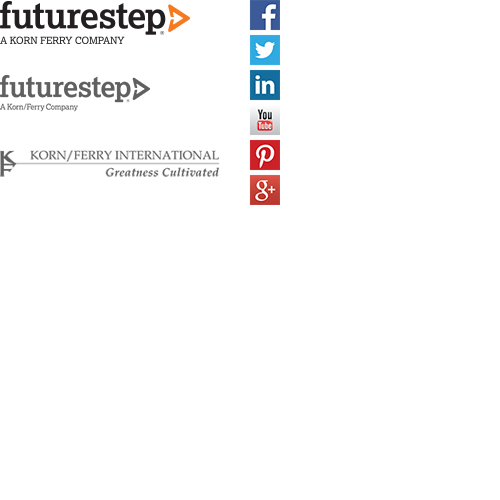 futurestep®
A KORN FERRY COMPANY
futurestep®
A Korn/Ferry Company
KF KORN/FERRY INTERNATIONAL
Greatness Cultivated
f
in
You
Tube
g+